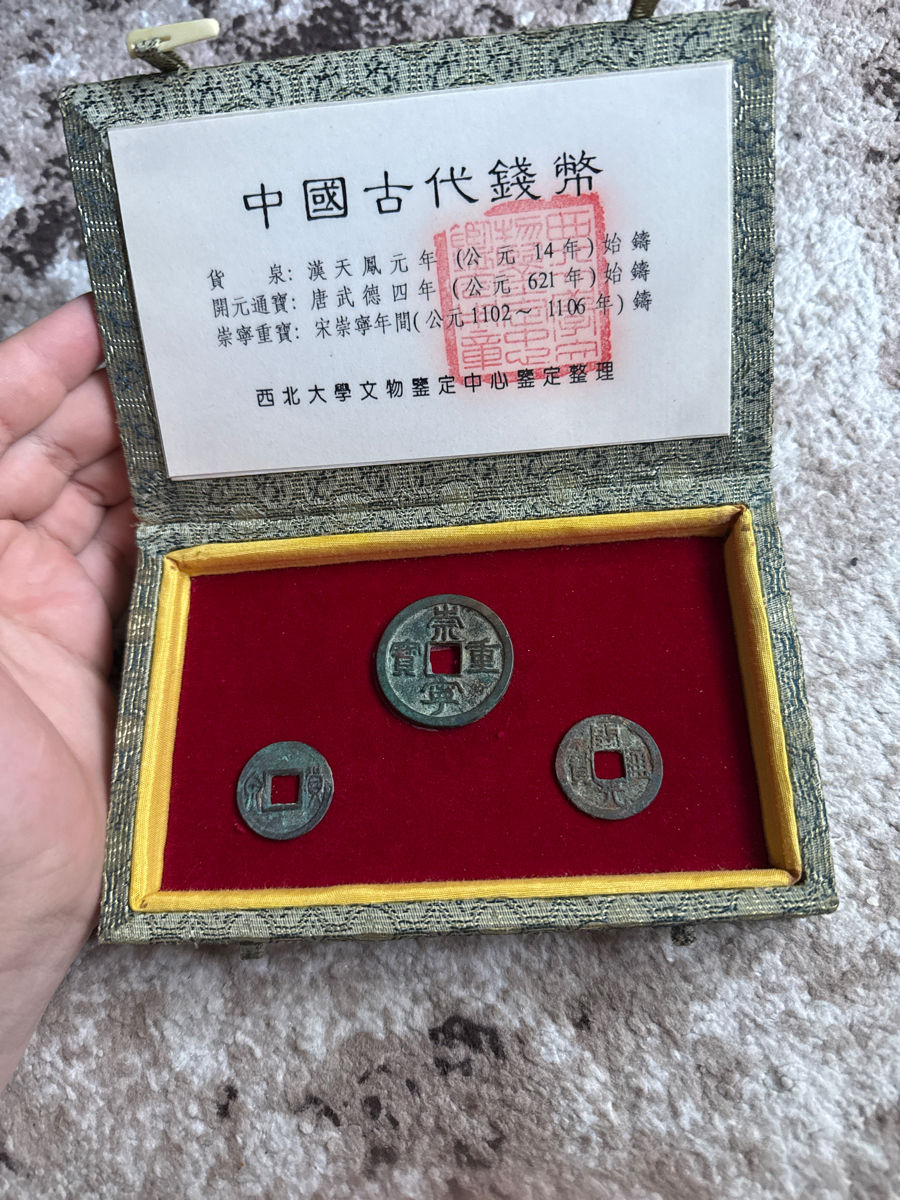 中國古代錢幣
貨 泉: 漢天鳳元年 (公元 14年) 始鑄
開元通寶: 唐武德四年 (公元 621年) 始鑄
崇寧重寶: 宋崇寧年間(公元1102～ 1106年) 鑄
西北大學文物鑒定中心鑒定整理
崇寧重寶
貨泉
開元通寶